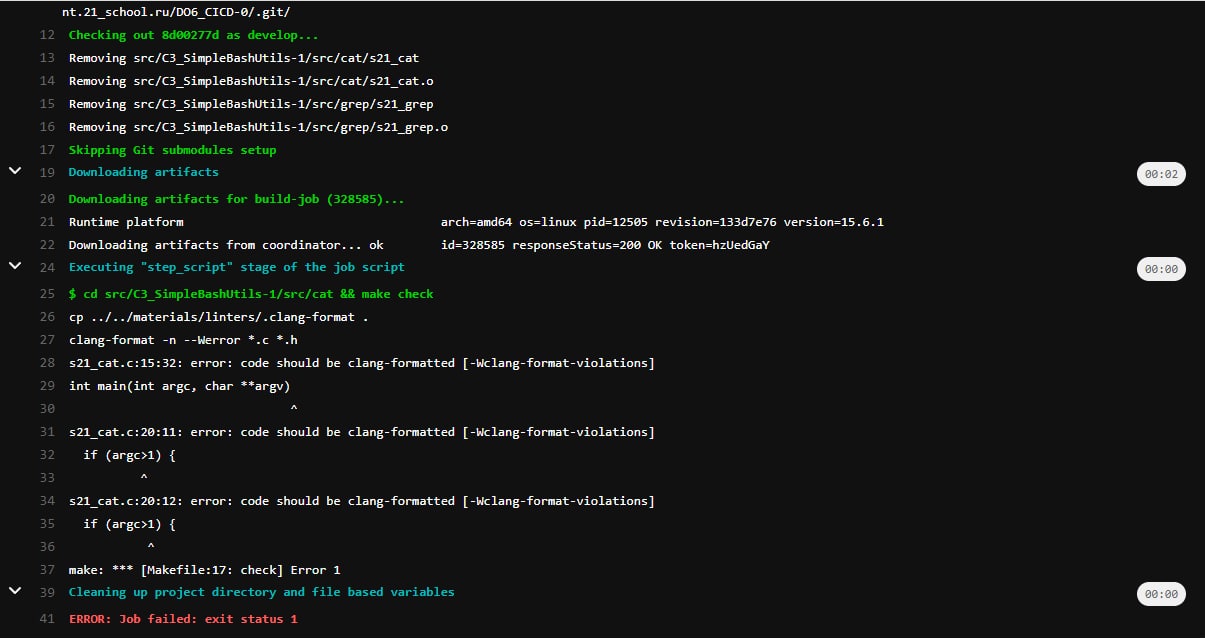 nt.21_school.ru/DO6_CICD-0/.git/
12 Checking out 8d00277d as develop...
13 Removing src/C3_SimpleBashUtils-1/src/cat/s21_cat
14 Removing src/C3_SimpleBashUtils-1/src/cat/s21_cat.o
15 Removing src/C3_SimpleBashUtils-1/src/grep/s21_grep
16 Removing src/C3_SimpleBashUtils-1/src/grep/s21_grep.o
17 Skipping Git submodules setup
19 Downloading artifacts 00:02
20 Downloading artifacts for build-job (328585)...
21 Runtime platform arch=amd64 os=linux pid=12505 revision=133d7e76 version=15.6.1
22 Downloading artifacts from coordinator... ok id=328585 responseStatus=200 OK token=hzUedGaY
24 Executing "step_script" stage of the job script 00:00
25 $ cd src/C3_SimpleBashUtils-1/src/cat && make check
26 cp ../../materials/linters/.clang-format .
27 clang-format -n --Werror *.c *.h
28 s21_cat.c:15:32: error: code should be clang-formatted [-Wclang-format-violations]
29 int main(int argc, char **argv)
30 ^
31 s21_cat.c:20:11: error: code should be clang-formatted [-Wclang-format-violations]
32 if (argc>1) {
33 ^
34 s21_cat.c:20:12: error: code should be clang-formatted [-Wclang-format-violations]
35 if (argc>1) {
36 ^
37 make: *** [Makefile:17: check] Error 1
39 Cleaning up project directory and file based variables 00:00
41 ERROR: Job failed: exit status 1